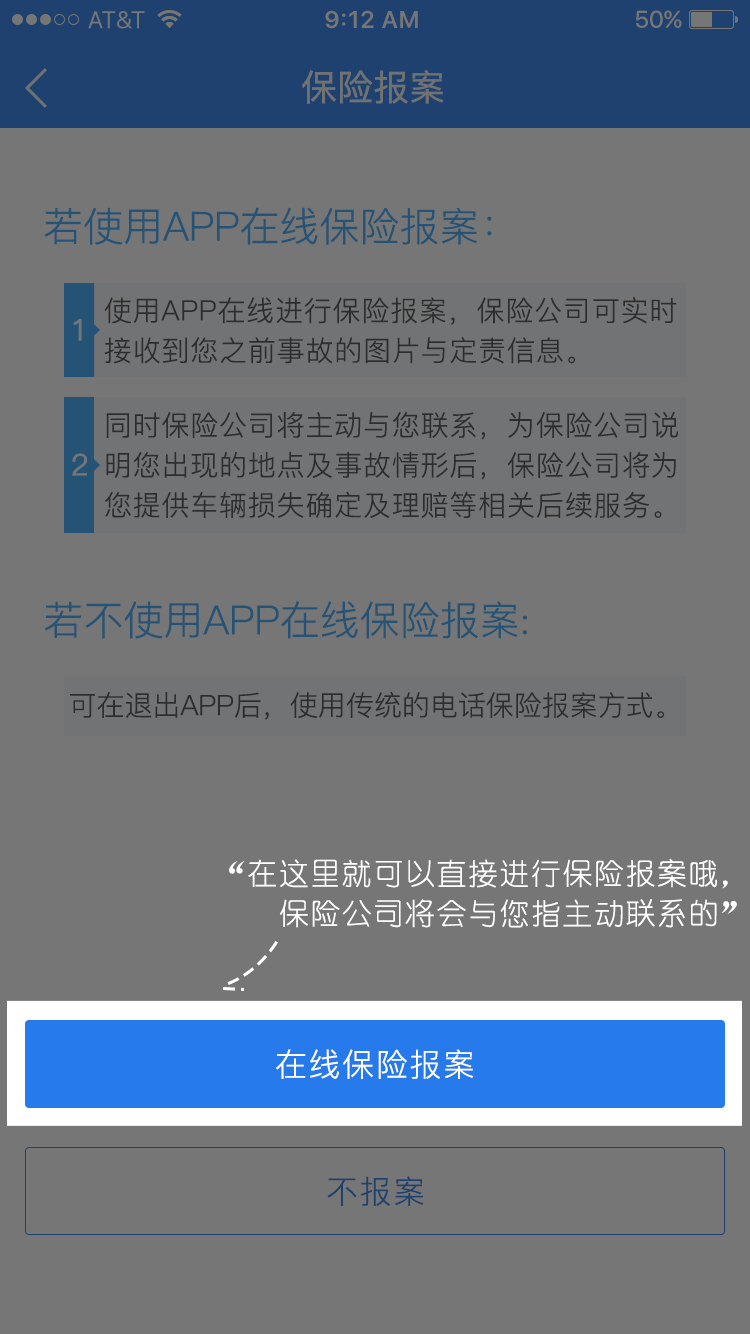 AT&T 9:12 AM 50%
保险报案
若使用APP在线保险报案：
1
使用APP在线进行保险报案，保险公司可实时
接收到您之前事故的图片与定责信息。
2
同时保险公司将主动与您联系，为保险公司说
明您出现的地点及事故情形后，保险公司将为
您提供车辆损失确定及理赔等相关后续服务。
若不使用APP在线保险报案:
可在退出APP后，使用传统的电话保险报案方式。
“在这里就可以直接进行保险报案哦，
保险公司将会与您指主动联系的”
在线保险报案
不报案